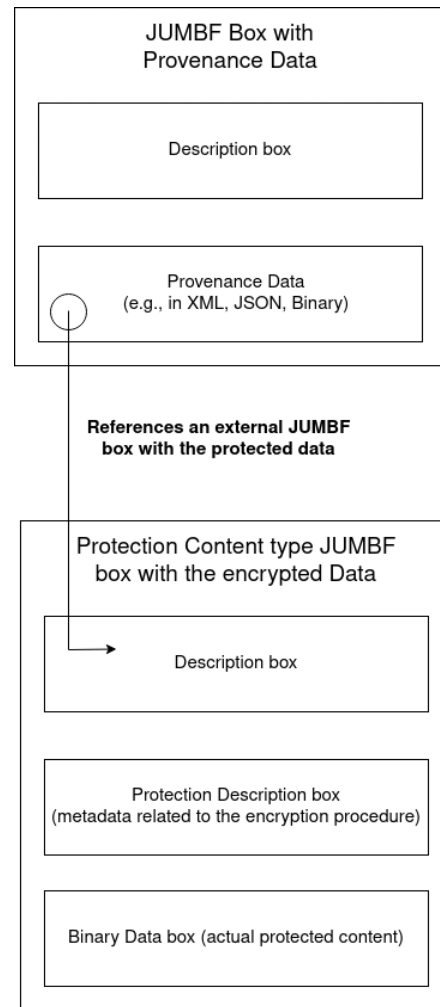 JUMBF Box with
Provenance Data
Description box
Provenance Data
(e.g., in XML, JSON, Binary)
References an external JUMBF
box with the protected data
Protection Content type JUMBF
box with the encrypted Data
Description box
Protection Description box
(metadata related to the encryption procedure)
Binary Data box (actual protected content)